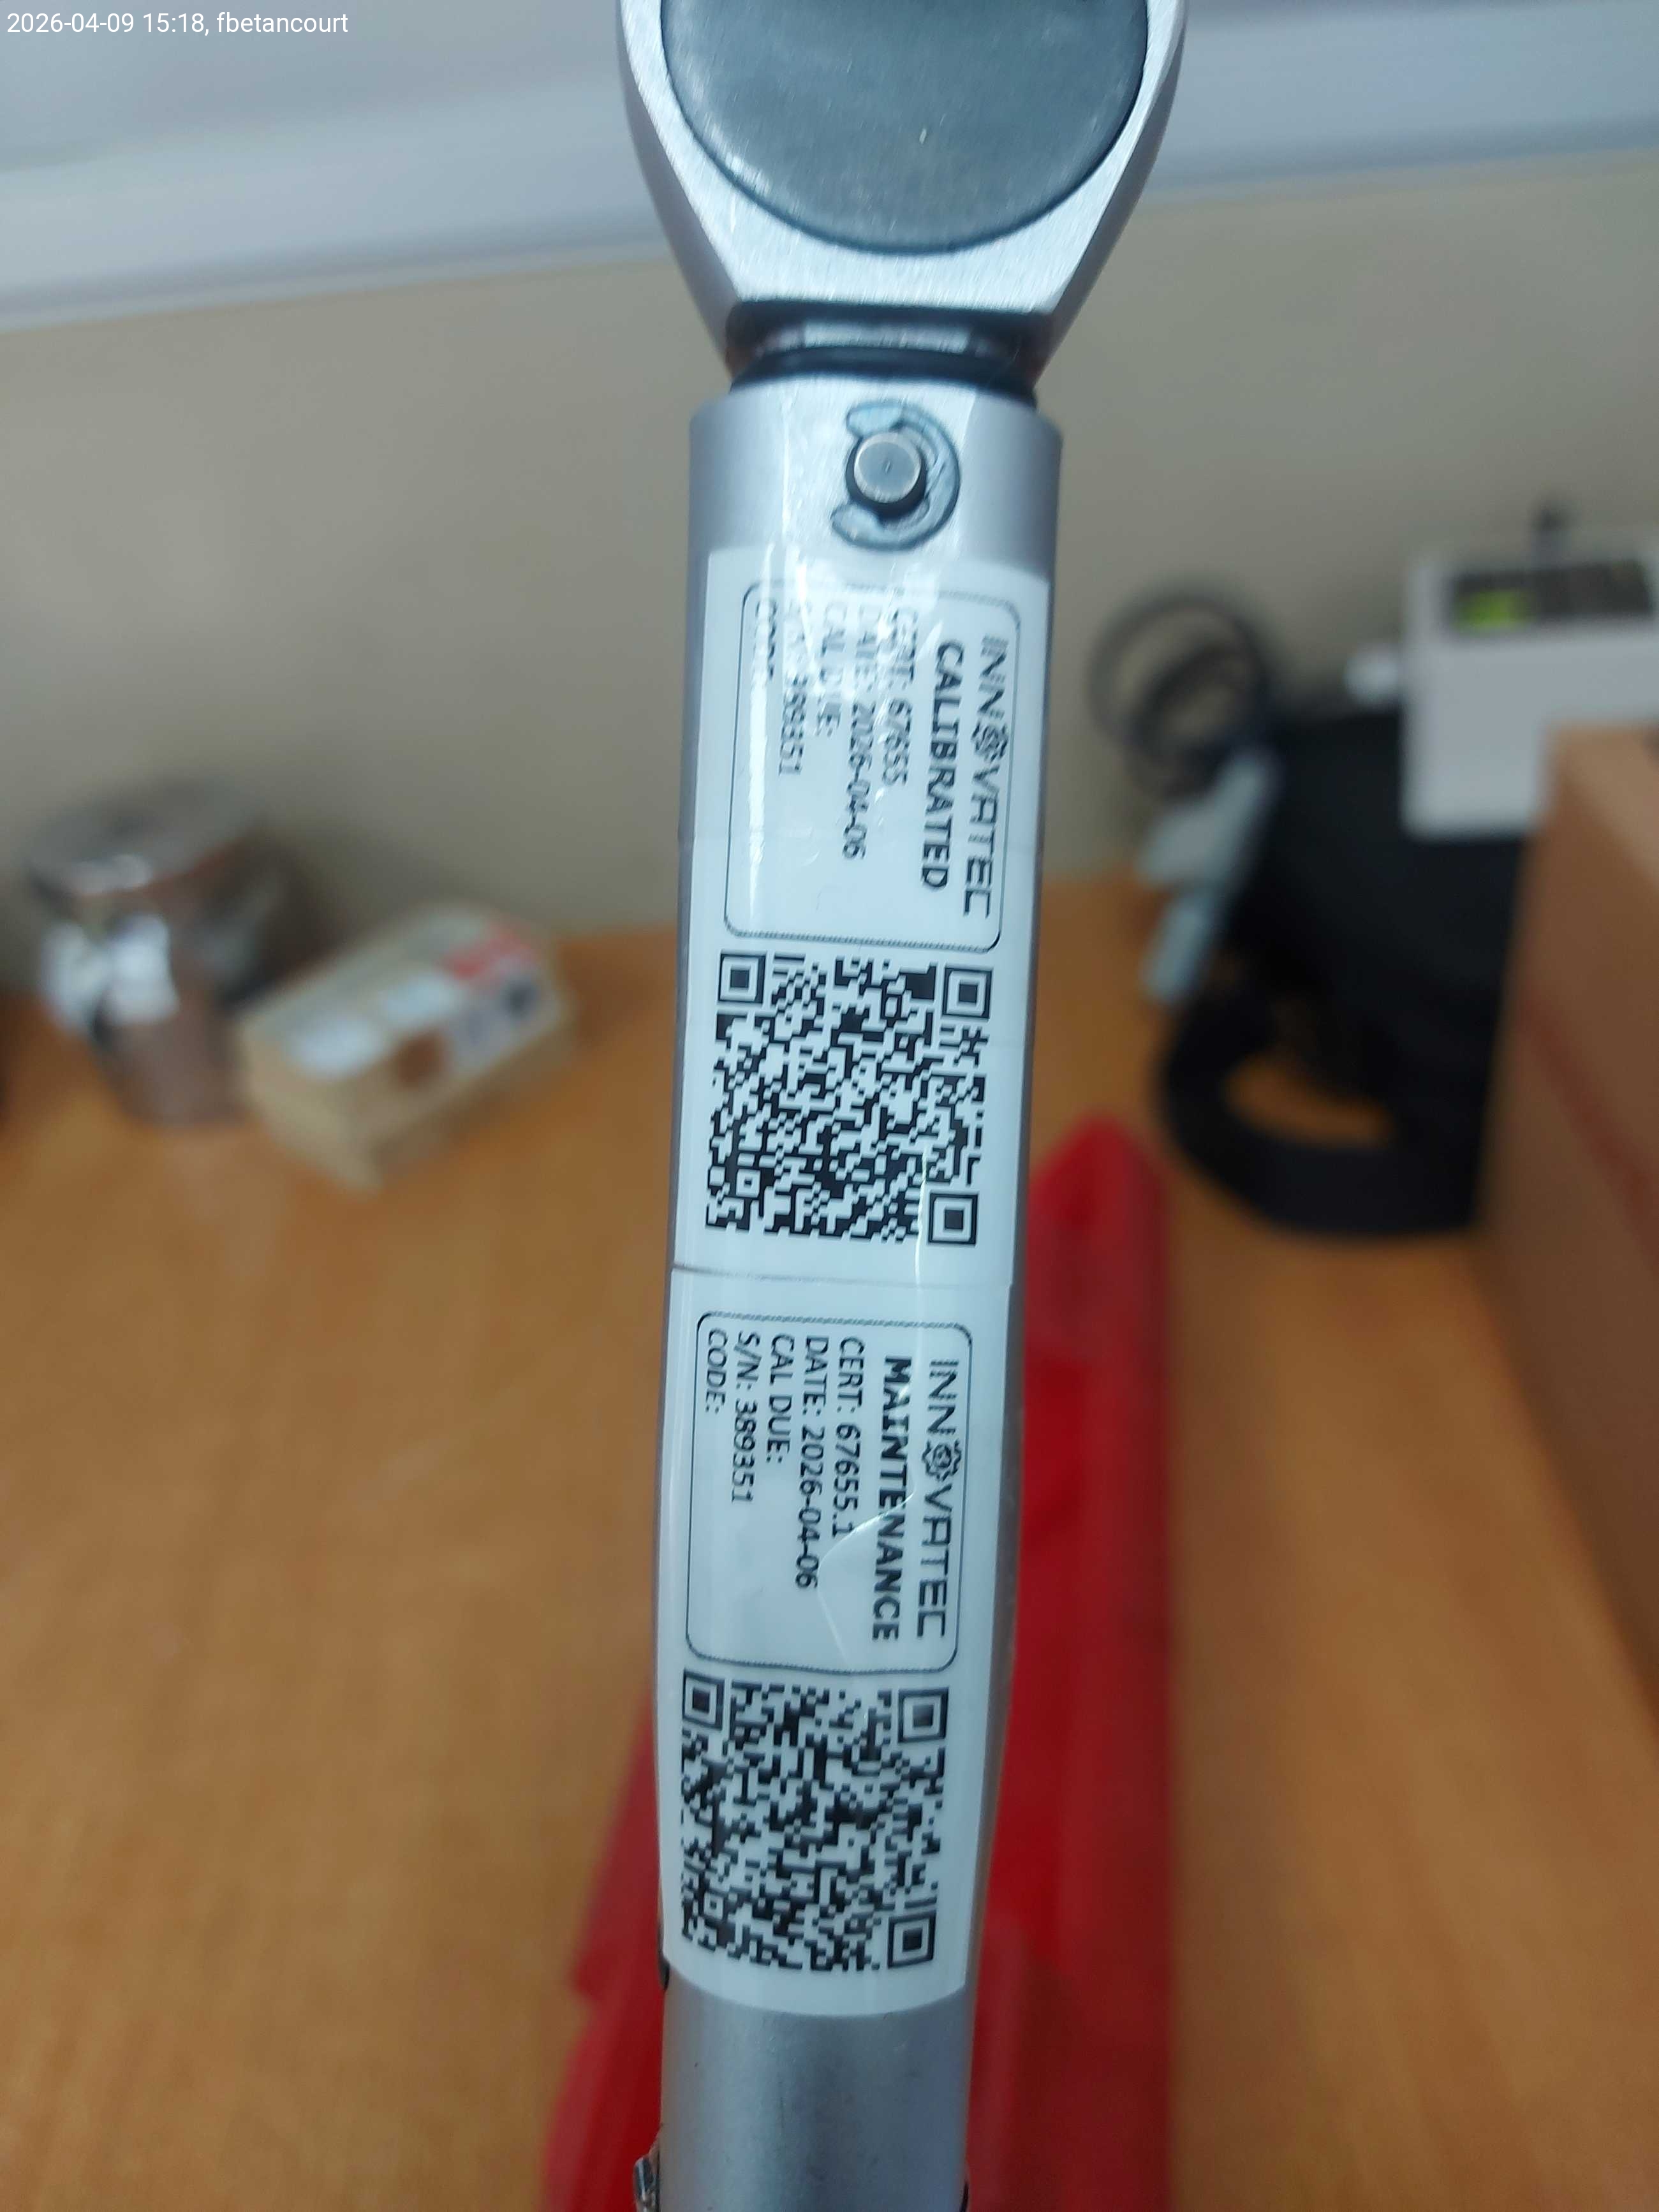 2026-04-09 15:18, fbetancourt
INNOVATEC
CALIBRATED
CERT: 67655
DATE: 2026-04-06
CAL DUE:
CODE:
INNOVATEC
MAINTENANCE
CERT: 67655.1
DATE: 2026-04-06
CAL DUE:
S/N: 389351
CODE: